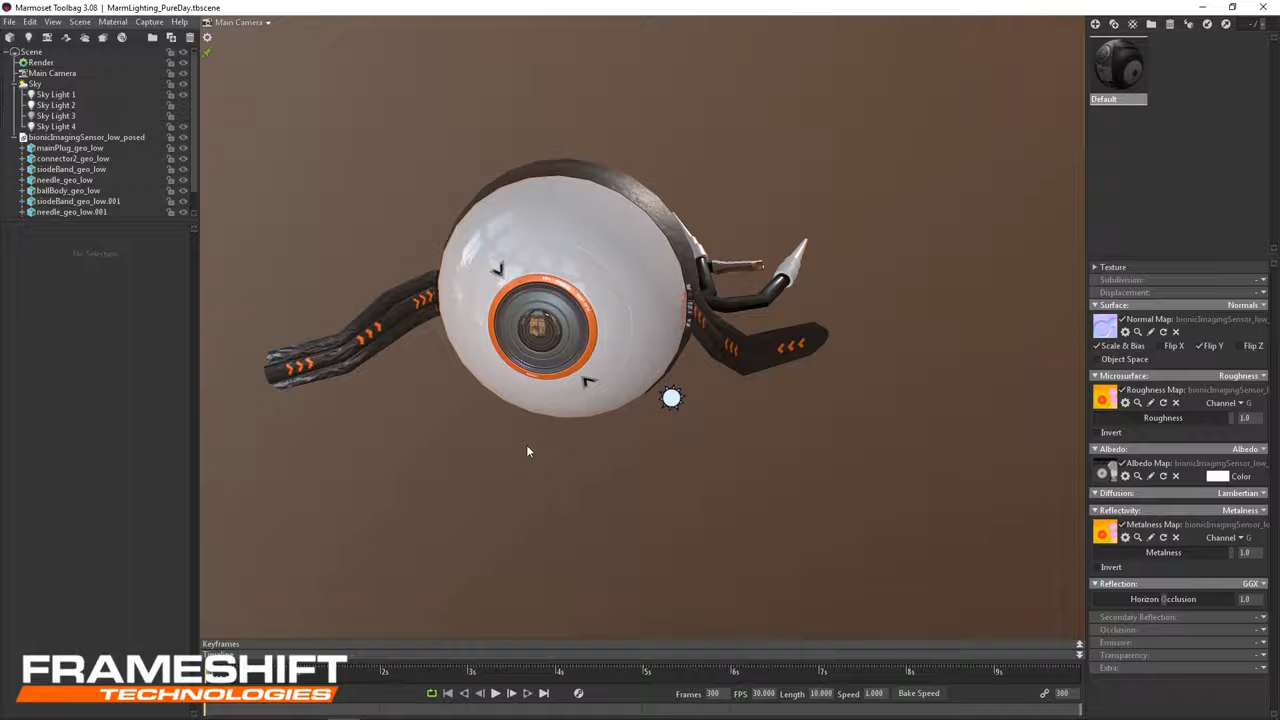 Marmoset Toolbag 3.08 | MarmLighting_PureDay.tbscene
File Edit View Scene Material Capture Help
Main Camera
Scene
Render
Main Camera
Sky
Sky Light 1
Sky Light 2
Sky Light 3
Sky Light 4
bionicImagingSensor_low_posed
mainPlug_geo_low
connector2_geo_low
siodeBand_geo_low
needle_geo_low
ballBody_geo_low
siodeBand_geo_low.001
needle_geo_low.001
No Selection
Default
Texture
Subdivision:
Displacement:
Surface: Normals
Normal Map: bionicImagingSensor_low_
Scale & Bias Flip X Flip Y Flip Z
Object Space
Microsurface: Roughness
Roughness Map: bionicImagingSensor_lo
Channel G
Roughness 1.0
Invert
Albedo: Albedo
Albedo Map: bionicImagingSensor_low_
Color
Diffusion: Lambertian
Reflectivity: Metalness
Metalness Map: bionicImagingSensor_lo
Channel G
Metalness 1.0
Invert
Reflection: GGX
Horizon Occlusion 1.0
Secondary Reflection:
Occlusion:
Emissive:
Transparency:
Extra:
Keyframes
Timeline
2s 3s 4s 5s 6s 7s 8s 9s
Frames 300 FPS 30.000 Length 10.000 Speed 1.000 Bake Speed 300
FRAMESHIFT
TECHNOLOGIES